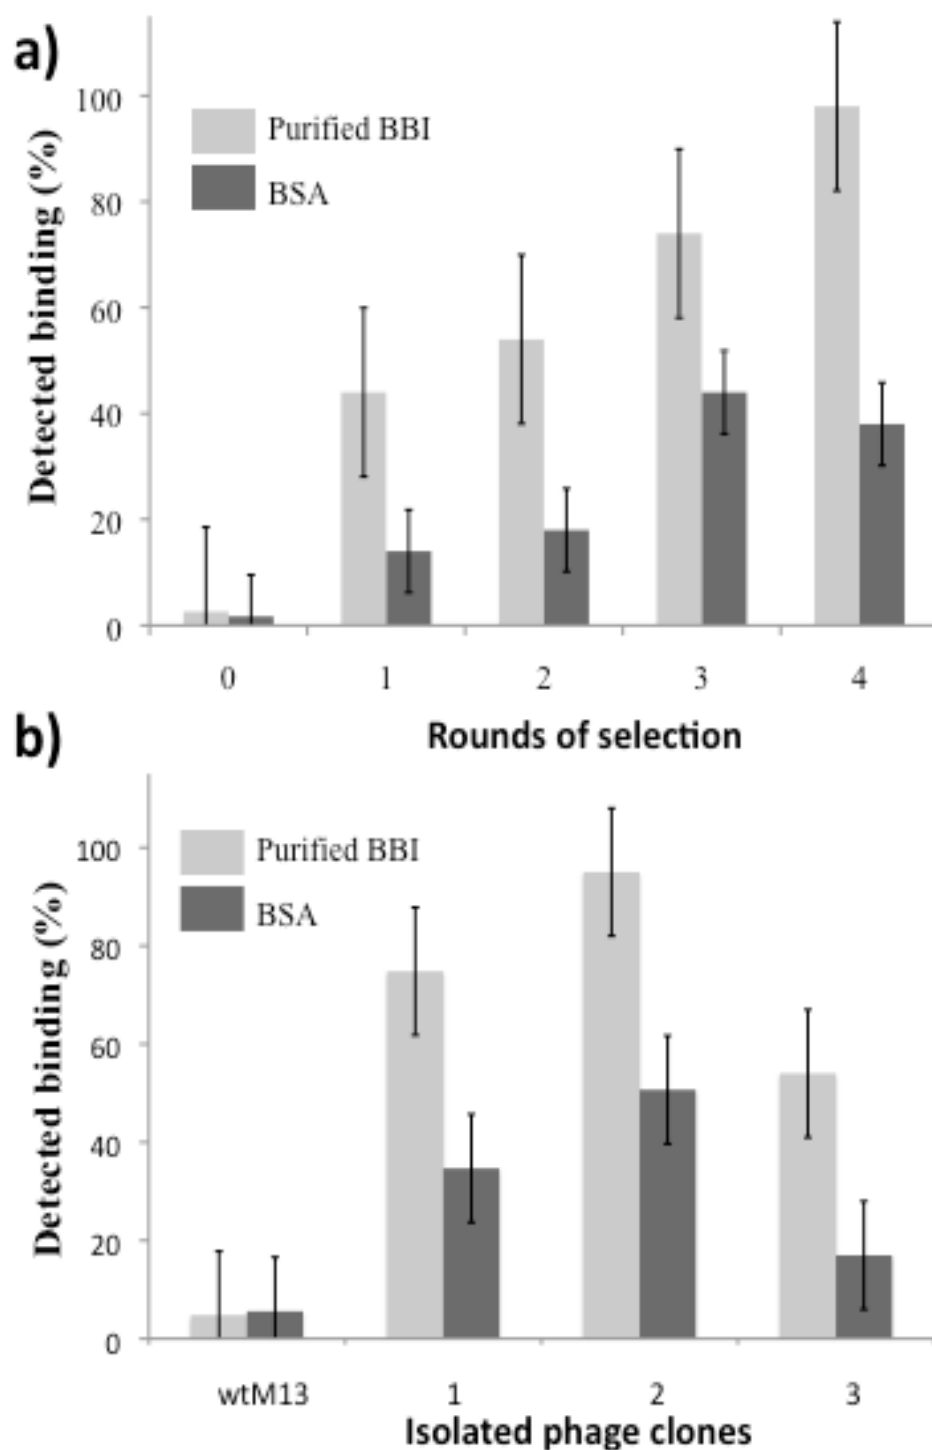 a)
Detected binding (%)
100
80
60
40
20
0
Purified BBI
BSA
0 1 2 3 4
Rounds of selection
b)
Detected binding (%)
100
80
60
40
20
0
Purified BBI
BSA
wtM13 1 2 3
Isolated phage clones